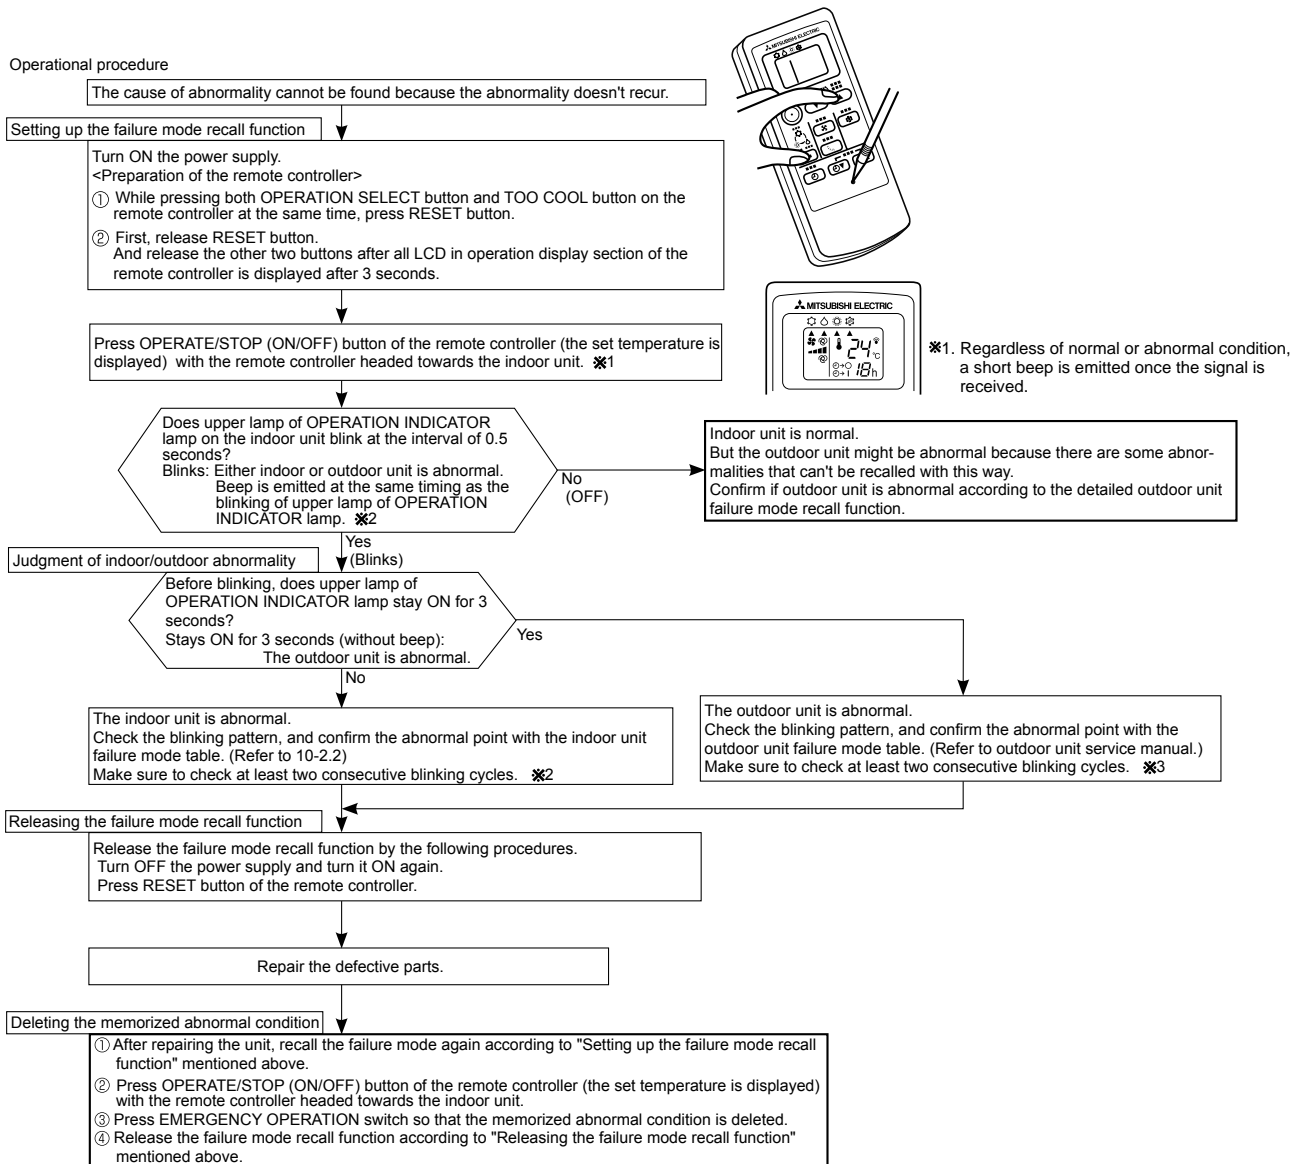 Operational procedure
The cause of abnormality cannot be found because the abnormality doesn't recur.
Setting up the failure mode recall function
Turn ON the power supply.
<Preparation of the remote controller>
① While pressing both OPERATION SELECT button and TOO COOL button on the
remote controller at the same time, press RESET button.
② First, release RESET button.
And release the other two buttons after all LCD in operation display section of the
remote controller is displayed after 3 seconds.
MITSUBISHI ELECTRIC
Press OPERATE/STOP (ON/OFF) button of the remote controller (the set temperature is
displayed) with the remote controller headed towards the indoor unit. ※1
MITSUBISHI ELECTRIC
24 °C
18h
※1. Regardless of normal or abnormal condition,
a short beep is emitted once the signal is
received.
Does upper lamp of OPERATION INDICATOR
lamp on the indoor unit blink at the interval of 0.5
seconds?
Blinks: Either indoor or outdoor unit is abnormal.
Beep is emitted at the same timing as the
blinking of upper lamp of OPERATION
INDICATOR lamp. ※2
No
(OFF)
Indoor unit is normal.
But the outdoor unit might be abnormal because there are some abnor-
malities that can't be recalled with this way.
Confirm if outdoor unit is abnormal according to the detailed outdoor unit
failure mode recall function.
Yes
(Blinks)
Judgment of indoor/outdoor abnormality
Before blinking, does upper lamp of
OPERATION INDICATOR lamp stay ON for 3
seconds?
Stays ON for 3 seconds (without beep):
The outdoor unit is abnormal.
Yes
No
The indoor unit is abnormal.
Check the blinking pattern, and confirm the abnormal point with the indoor unit
failure mode table. (Refer to 10-2.2)
Make sure to check at least two consecutive blinking cycles. ※2
The outdoor unit is abnormal.
Check the blinking pattern, and confirm the abnormal point with the
outdoor unit failure mode table. (Refer to outdoor unit service manual.)
Make sure to check at least two consecutive blinking cycles. ※3
Releasing the failure mode recall function
Release the failure mode recall function by the following procedures.
Turn OFF the power supply and turn it ON again.
Press RESET button of the remote controller.
Repair the defective parts.
Deleting the memorized abnormal condition
① After repairing the unit, recall the failure mode again according to "Setting up the failure mode recall
function" mentioned above.
② Press OPERATE/STOP (ON/OFF) button of the remote controller (the set temperature is displayed)
with the remote controller headed towards the indoor unit.
③ Press EMERGENCY OPERATION switch so that the memorized abnormal condition is deleted.
④ Release the failure mode recall function according to "Releasing the failure mode recall function"
mentioned above.